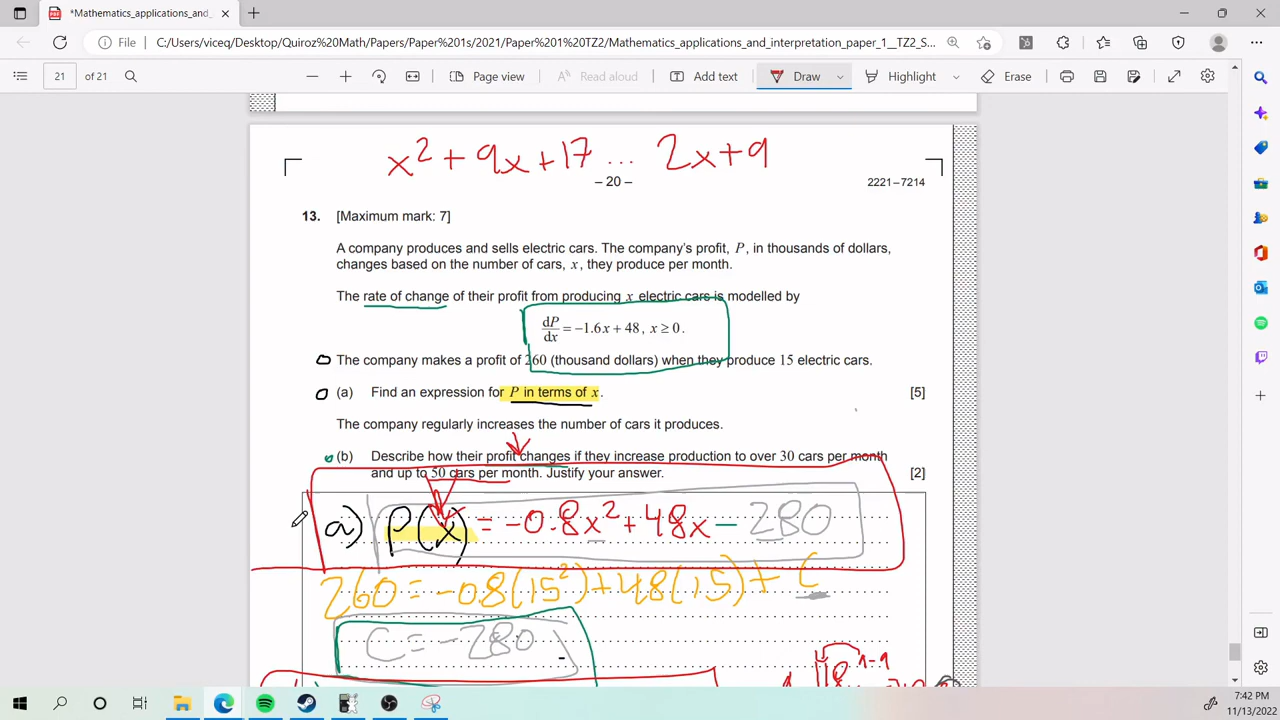 *Mathematics_applications_and_
File C:/Users/viceq/Desktop/Quiroz%20Math/Papers/Paper%201s/2021/Paper%201%20TZ2/Mathematics_applications_and_interpretation_paper_1__TZ2_S...
21 of 21 Page view Read aloud Add text Draw Highlight Erase
x² + 9x + 17 ... 2x + 9
– 20 – 2221–7214
13. [Maximum mark: 7]
A company produces and sells electric cars. The company's profit, P, in thousands of dollars,
changes based on the number of cars, x, they produce per month.
The rate of change of their profit from producing x electric cars is modelled by
dP/dx = −1.6x + 48, x ≥ 0.
The company makes a profit of 260 (thousand dollars) when they produce 15 electric cars.
(a) Find an expression for P in terms of x. [5]
The company regularly increases the number of cars it produces.
(b) Describe how their profit changes if they increase production to over 30 cars per month
and up to 50 cars per month. Justify your answer. [2]
a) P(x) = -0.8x² + 48x - 280
260 = -0.8(15²) + 48(15) + C
C = -280
7:42 PM
11/13/2022